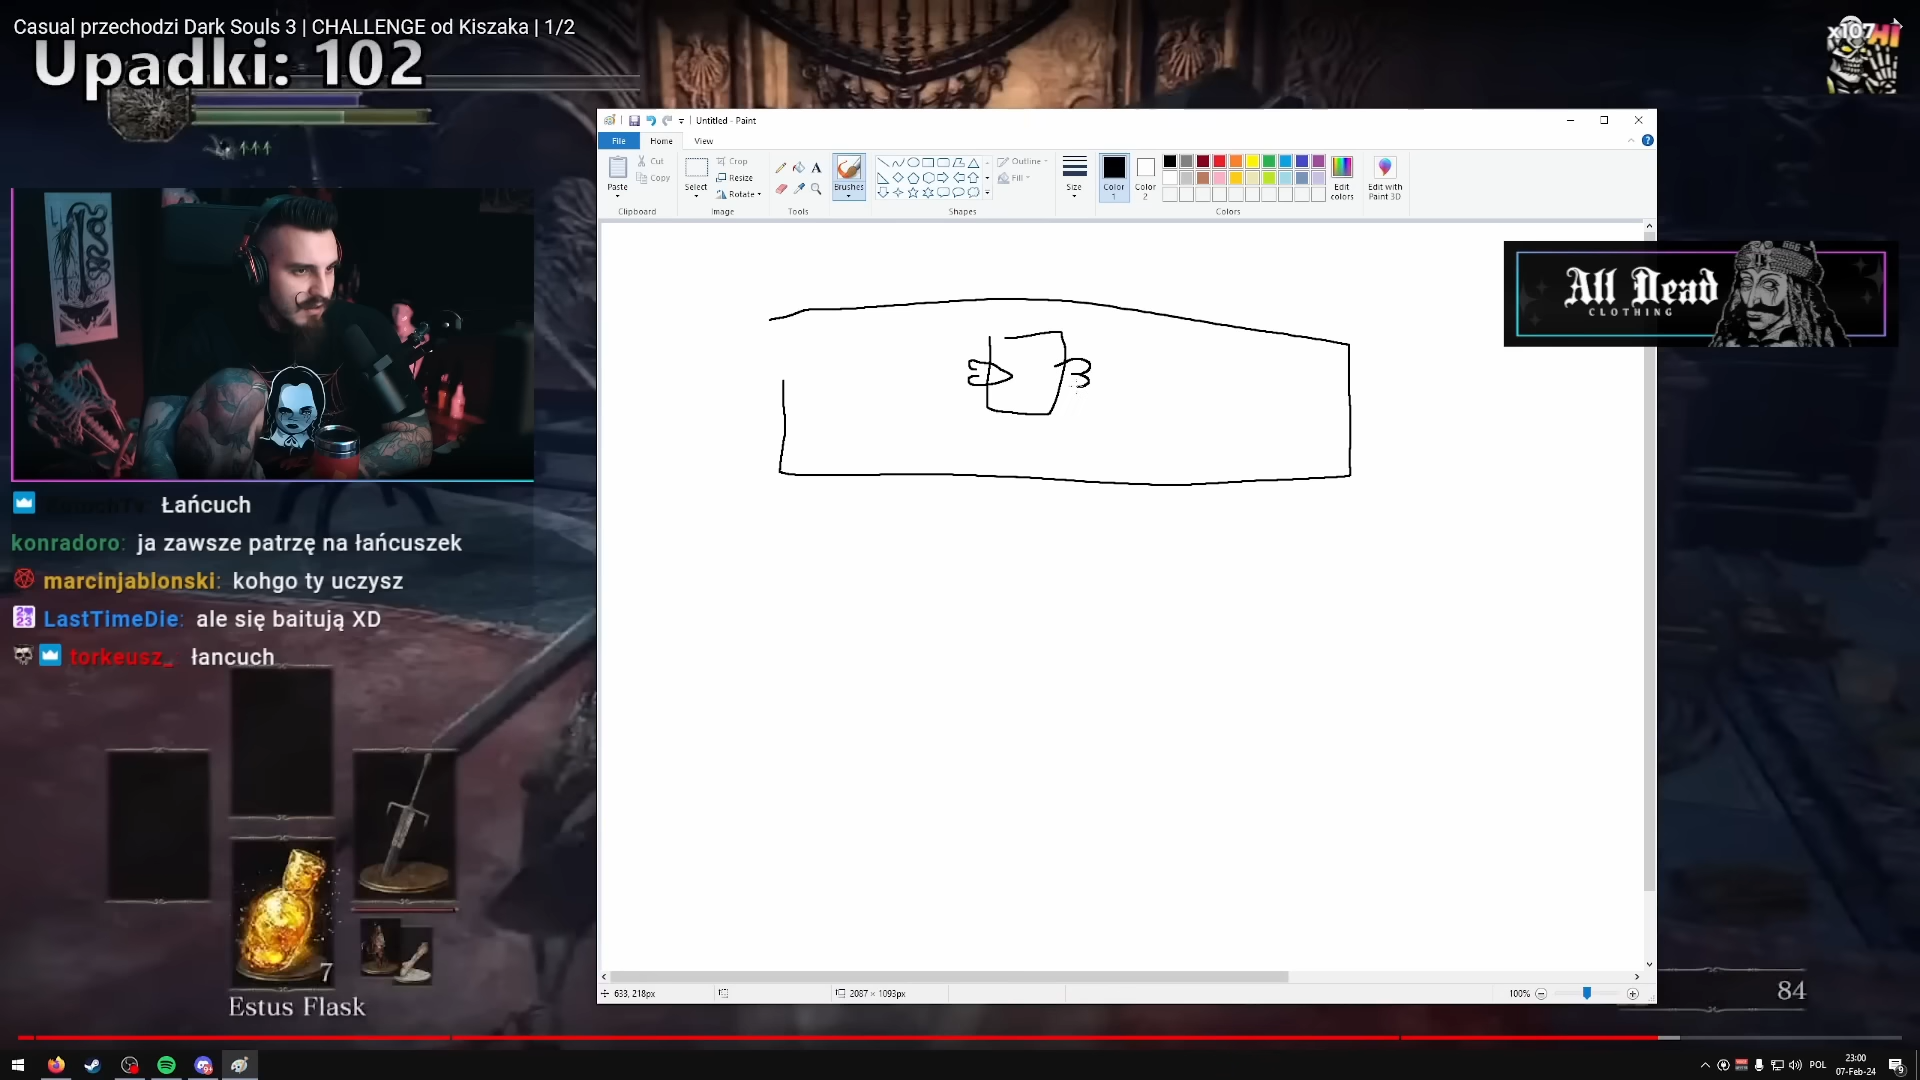 Casual przechodzi Dark Souls 3 | CHALLENGE od Kiszaka | 1/2
Upadki: 102
x107
HI
Untitled - Paint
File Home View
Paste
Cut
Copy
Clipboard
Select
Crop
Resize
Rotate
Image
A
Tools
Brushes
Shapes
Outline
Fill
Size
Color 1
Color 2
Colors
Edit colors
Edit with Paint 3D
All Dead
CLOTHING
Łańcuch
konradoro: ja zawsze patrzę na łańcuszek
marcinjablonski: kohgo ty uczysz
LastTimeDie: ale się baitują XD
torkeusz_ łancuch
7
Estus Flask
633, 218px
2087 × 1093px
100%
84
POL
23:00
07-Feb-24